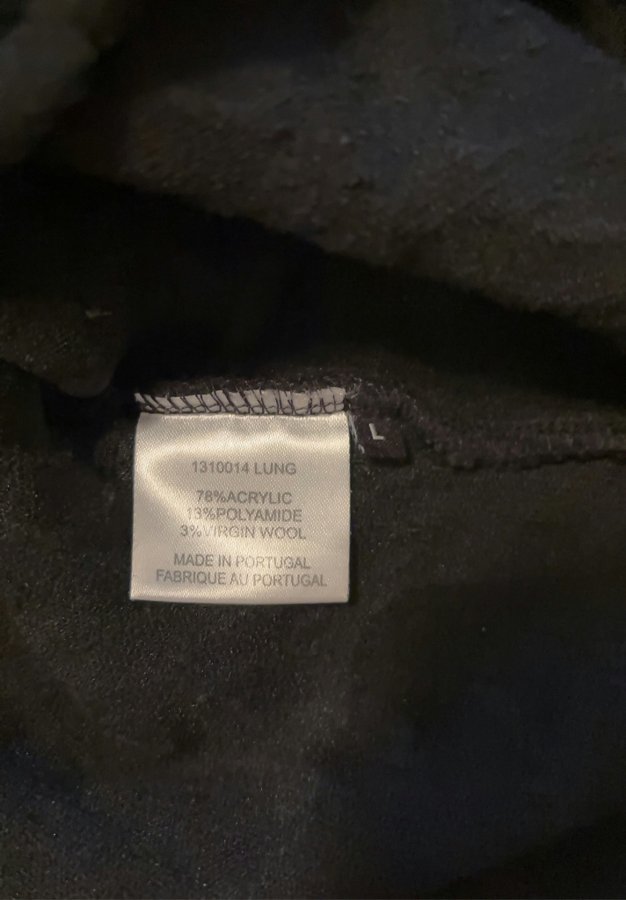 1310014 LUNG
78%ACRYLIC
13%POLYAMIDE
3%VIRGIN WOOL
MADE IN PORTUGAL
FABRIQUE AU PORTUGAL
L